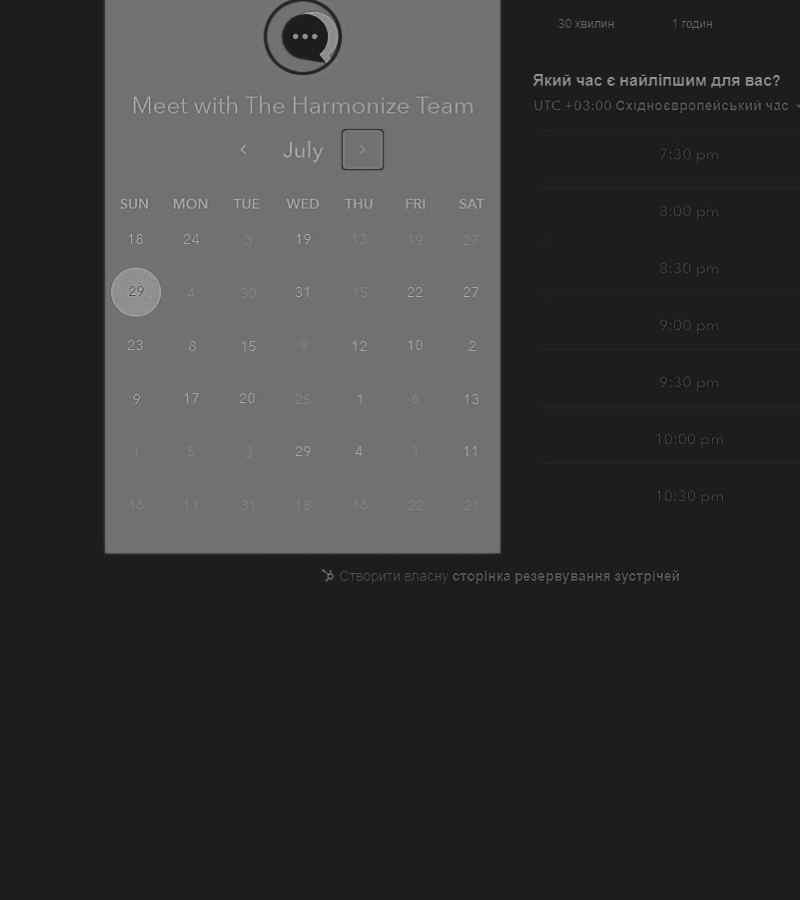 Meet with The Harmonize Team
July
SUN MON TUE WED THU FRI SAT
18 24 3 19 13 19 27
29 4 30 31 15 22 27
23 8 15 9 12 10 2
9 17 20 25 1 6 13
1 5 3 29 4 1 11
16 11 31 18 16 22 21
30 хвилин 1 годин
Який час є найліпшим для вас?
UTC +03:00 Східноєвропейський час
7:30 pm
8:00 pm
8:30 pm
9:00 pm
9:30 pm
10:00 pm
10:30 pm
Створити власну сторінка резервування зустрічей